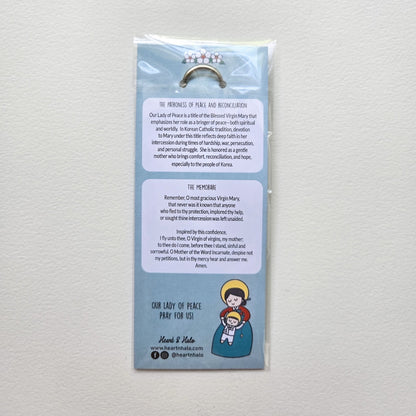 THE PATRONESS OF PEACE AND RECONCILIATION
Our Lady of Peace is a title of the Blessed Virgin Mary that
emphasizes her role as a bringer of peace—both spiritual
and worldly. In Korean Catholic tradition, devotion
to Mary under this title reflects deep faith in her
intercession during times of hardship, war, persecution,
and personal struggle. She is honored as a gentle
mother who brings comfort, reconciliation, and hope,
especially to the people of Korea.
THE MEMORARE
Remember, O most gracious Virgin Mary,
that never was it known that anyone
who fled to thy protection, implored thy help,
or sought thine intercession was left unaided.
Inspired by this confidence,
I fly unto thee, O Virgin of virgins, my mother;
to thee do I come, before thee I stand, sinful and
sorrowful. O Mother of the Word Incarnate, despise not
my petitions, but in thy mercy hear and answer me.
Amen.
OUR LADY OF PEACE
PRAY FOR US!
Heart & Halo
www.heartnhalo.com
@heartnhalo